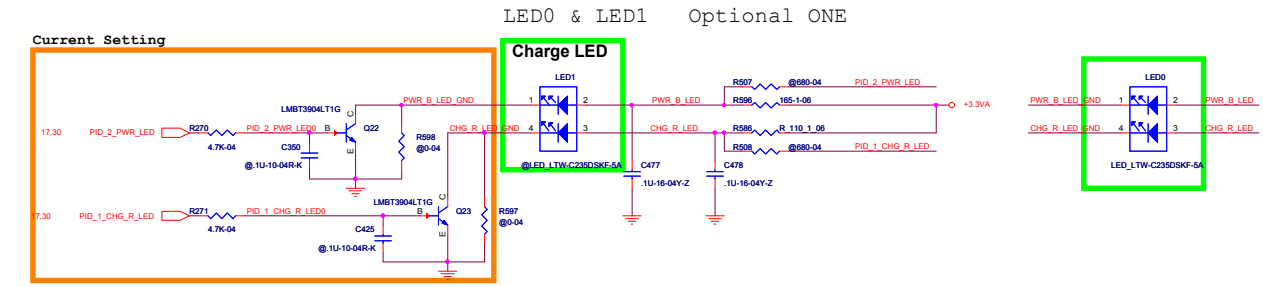 LED0 & LED1 Optional ONE
Current Setting
Charge LED
LED1
LED0
R507 @680-04 PID_2_PWR_LED
PWR_B_LED_GND 1 2 PWR_B_LED R596 165-1-06 +3.3VA
PWR_B_LED_GND 1 2 PWR_B_LED
LMBT3904LT1G C
17,30 PID_2_PWR_LED R270 PID_2_PWR_LED0 B Q22
4.7K-04
C350
@.1U-10-04R-K
E
R598
@0-04
CHG_R_LED_GND 4 3 CHG_R_LED R586 R_110_1_06
CHG_R_LED_GND 4 3 CHG_R_LED
R508 @680-04 PID_1_CHG_R_LED
@LED_LTW-C235DSKF-5A
LED_LTW-C235DSKF-5A
C477
.1U-16-04Y-Z
C478
.1U-16-04Y-Z
LMBT3904LT1G C
17,30 PID_1_CHG_R_LED R271 PID_1_CHG_R_LED0 B Q23
4.7K-04
C425
@.1U-10-04R-K
E
R597
@0-04